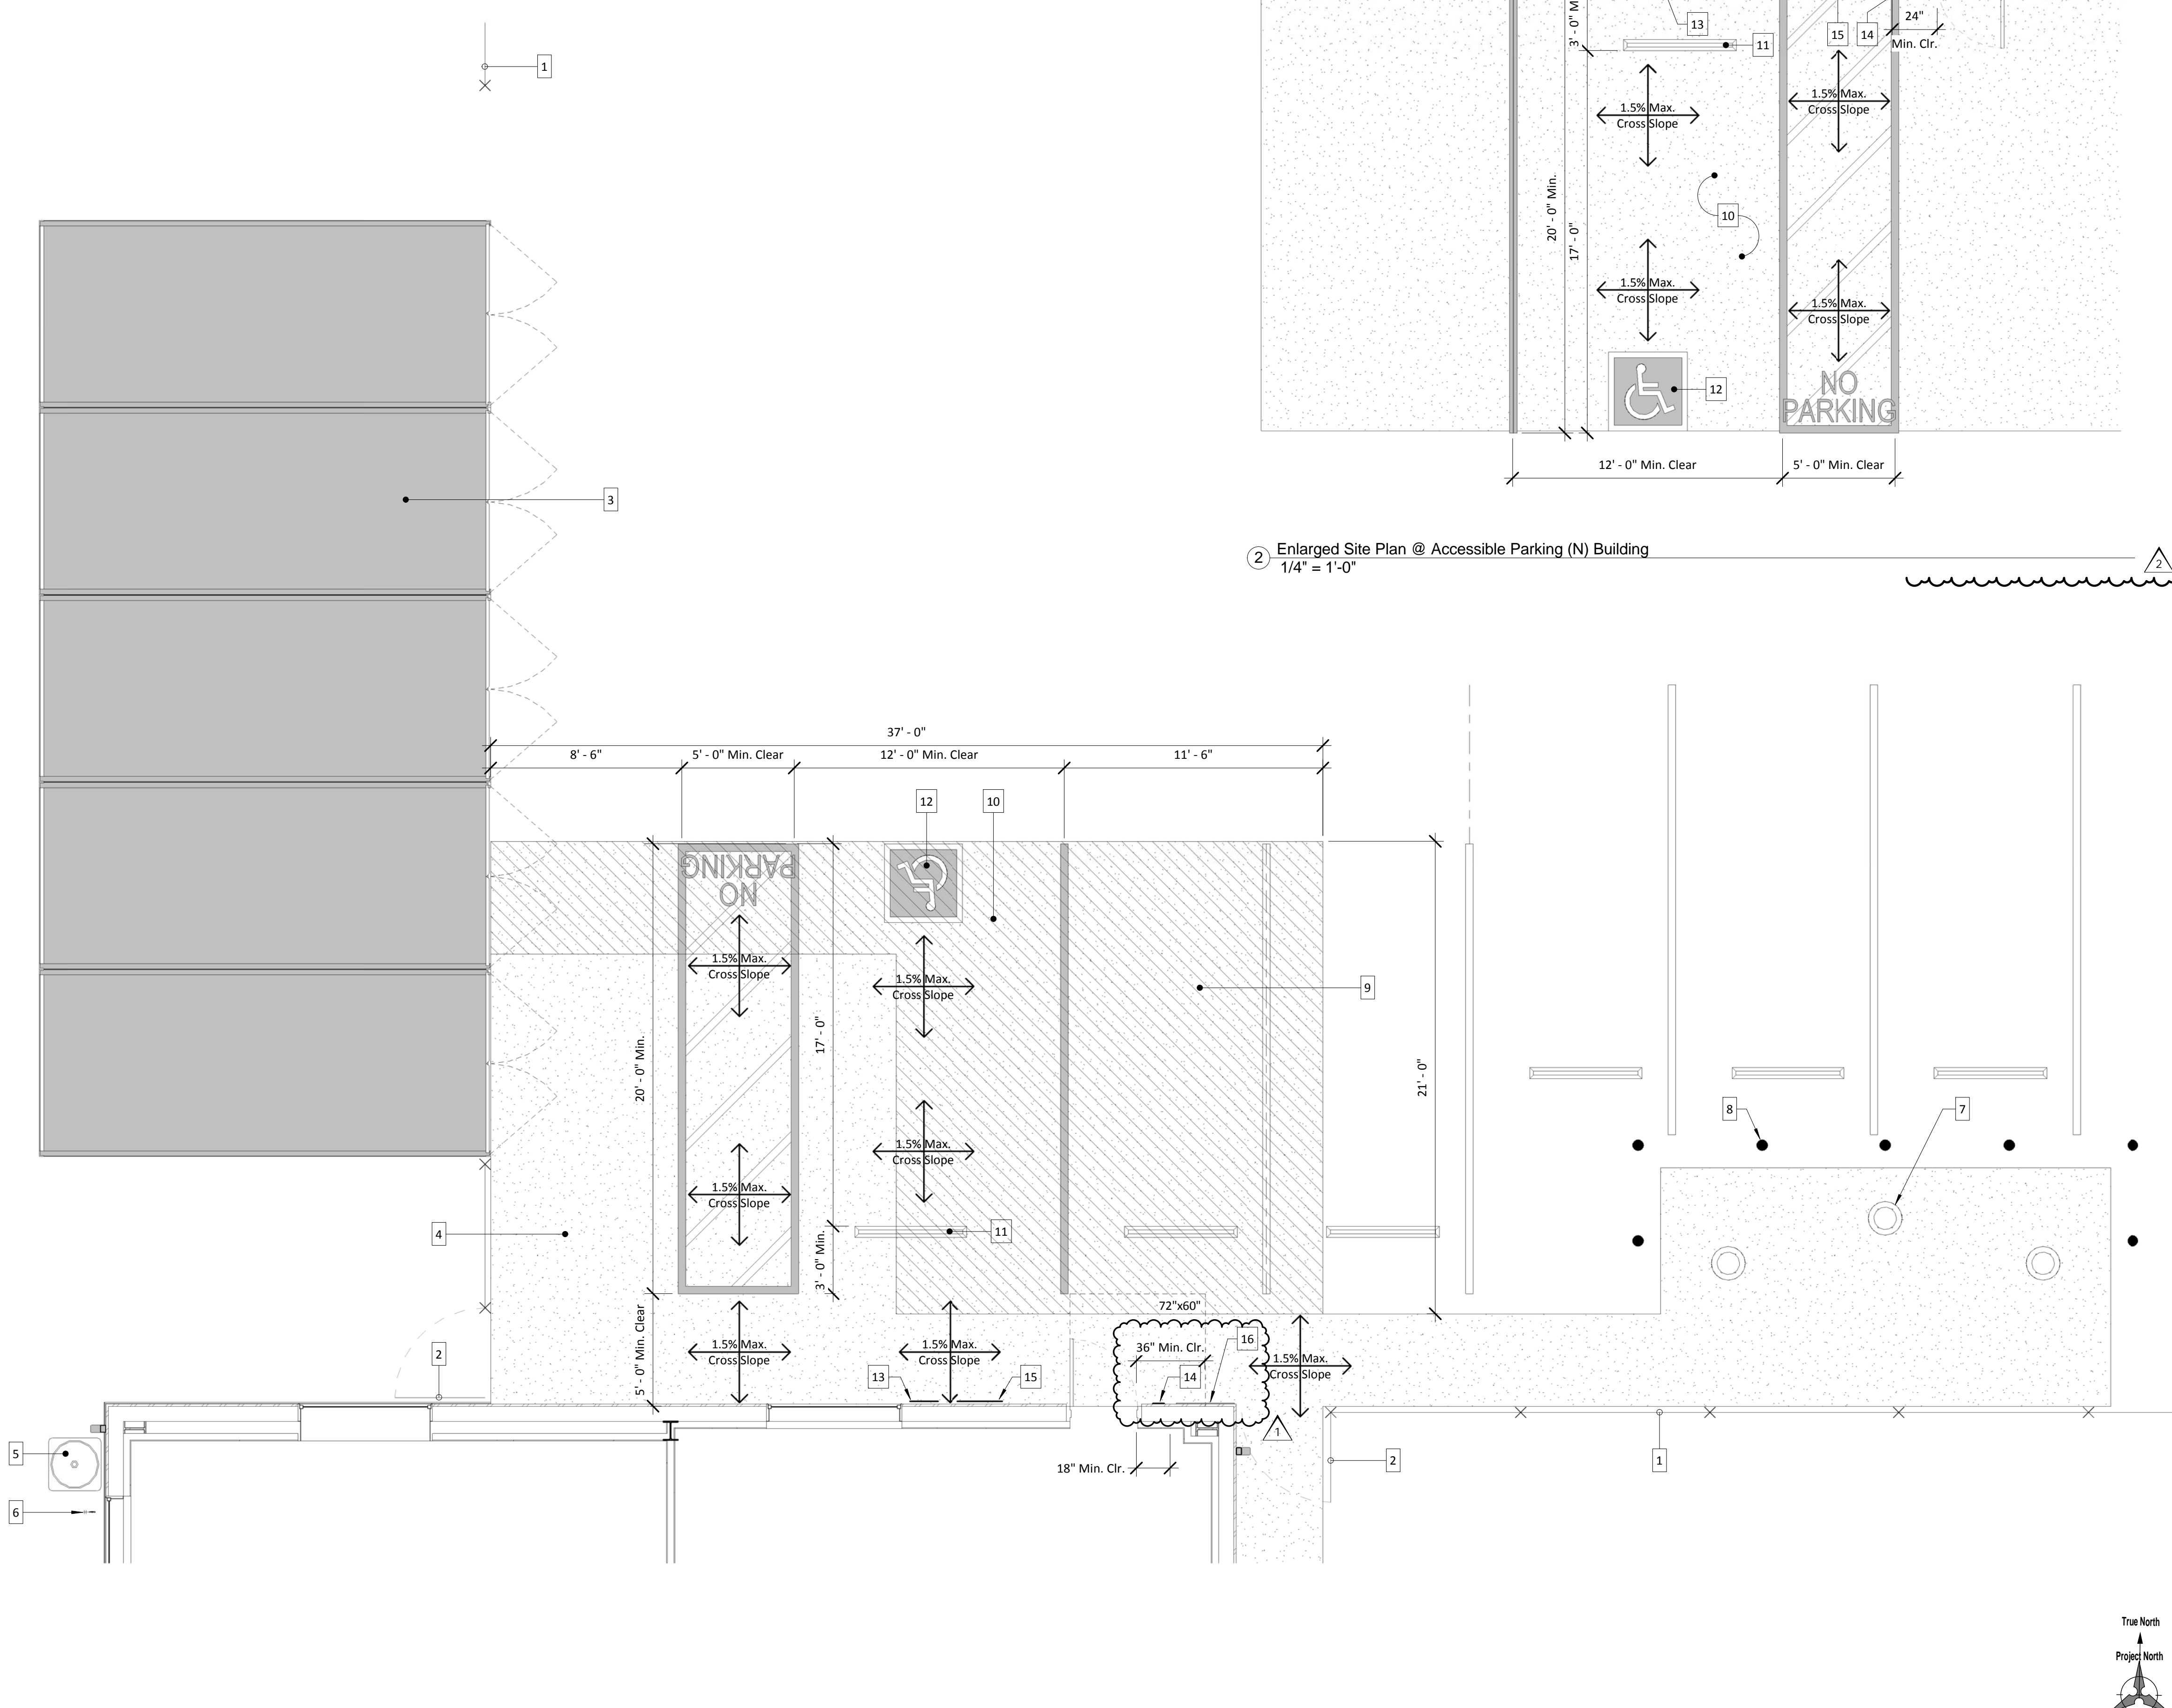 1
13
3' - 0" M
11
15
14
24"
Min. Clr.
1.5% Max.
Cross Slope
1.5% Max.
Cross Slope
20' - 0" Min.
17' - 0"
10
1.5% Max.
Cross Slope
1.5% Max.
Cross Slope
12
NO
PARKING
12' - 0" Min. Clear
5' - 0" Min. Clear
3
2
Enlarged Site Plan @ Accessible Parking (N) Building
1/4" = 1'-0"
2
37' - 0"
8' - 6"
5' - 0" Min. Clear
12' - 0" Min. Clear
11' - 6"
12
10
NO
PARKING
1.5% Max.
Cross Slope
1.5% Max.
Cross Slope
9
20' - 0" Min.
17' - 0"
21' - 0"
8
7
1.5% Max.
Cross Slope
1.5% Max.
Cross Slope
4
11
3' - 0" Min.
5' - 0" Min Clear
72"x60"
36" Min. Clr.
16
2
1.5% Max.
Cross Slope
1.5% Max.
Cross Slope
1.5% Max.
Cross Slope
13
15
14
1
5
18" Min. Clr.
2
1
6
True North
Project North